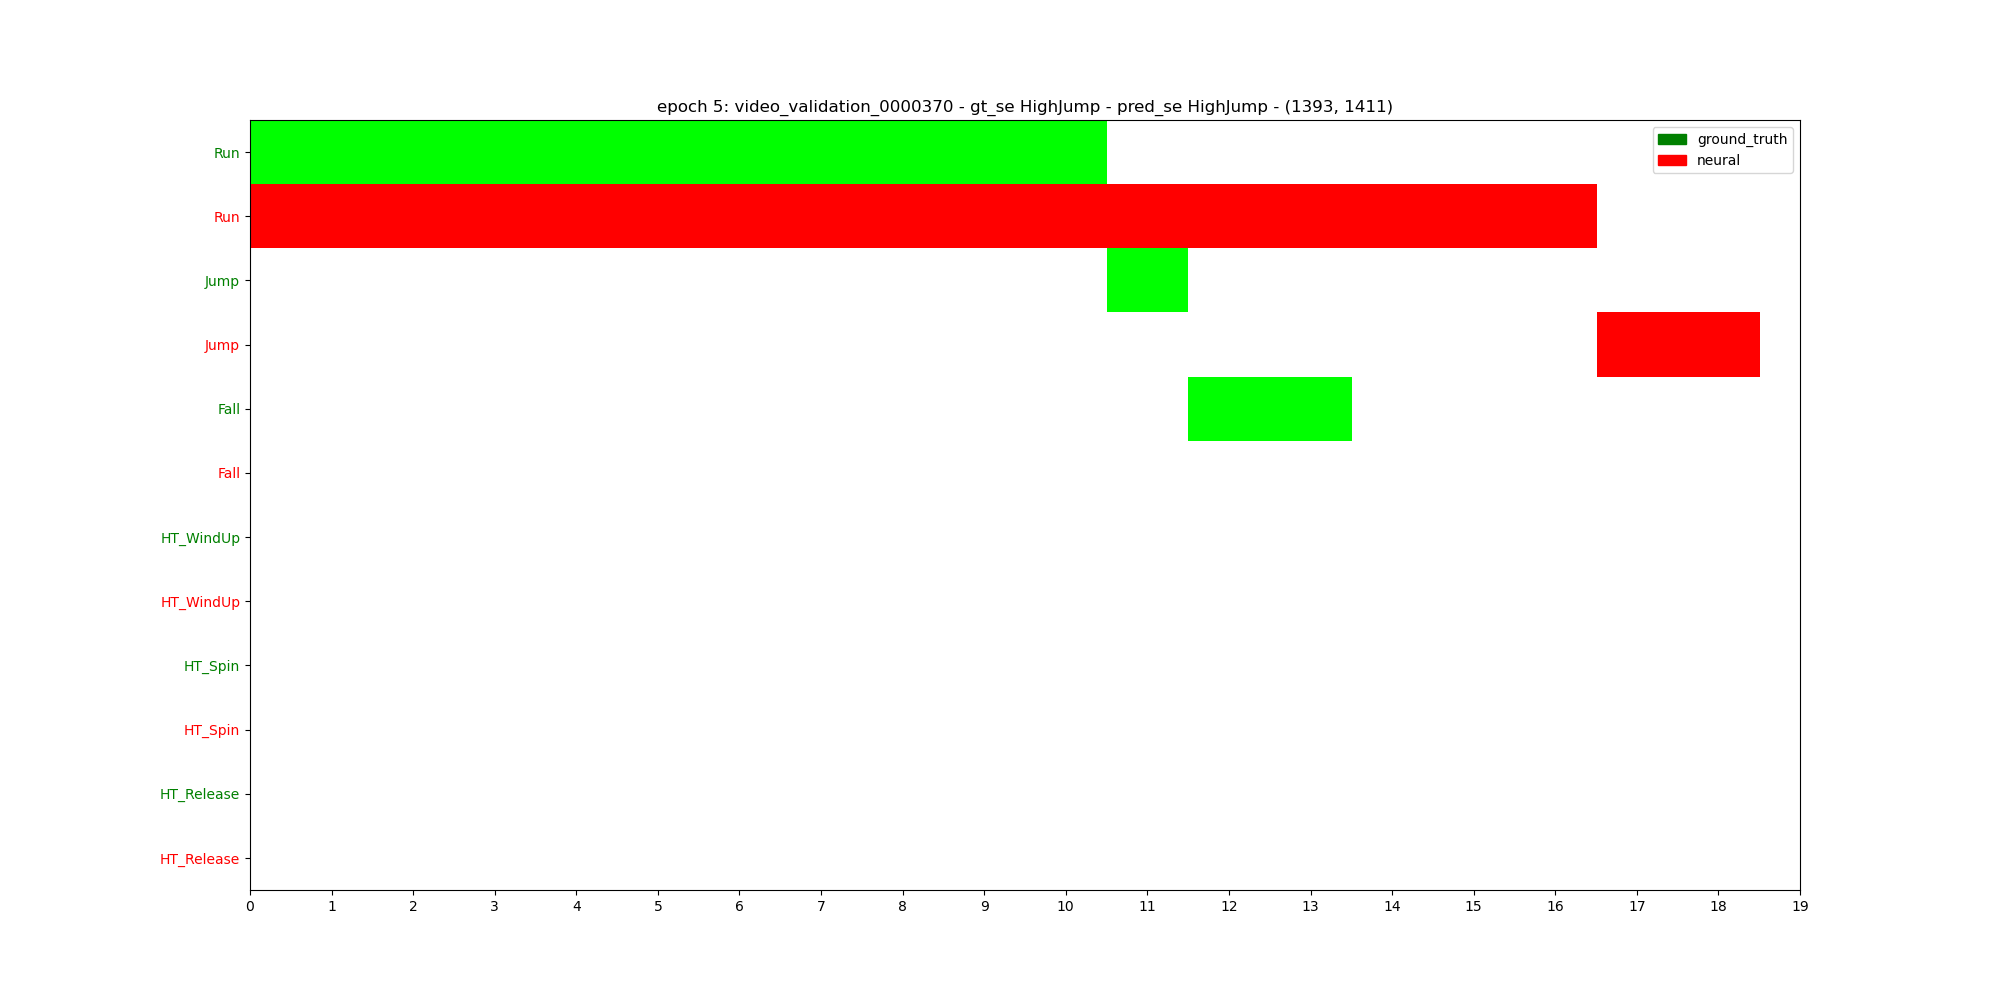 epoch 5: video_validation_0000370 - gt_se HighJump - pred_se HighJump - (1393, 1411)
ground_truth
neural
Run
Run
Jump
Jump
Fall
Fall
HT_WindUp
HT_WindUp
HT_Spin
HT_Spin
HT_Release
HT_Release
0 1 2 3 4 5 6 7 8 9 10 11 12 13 14 15 16 17 18 19